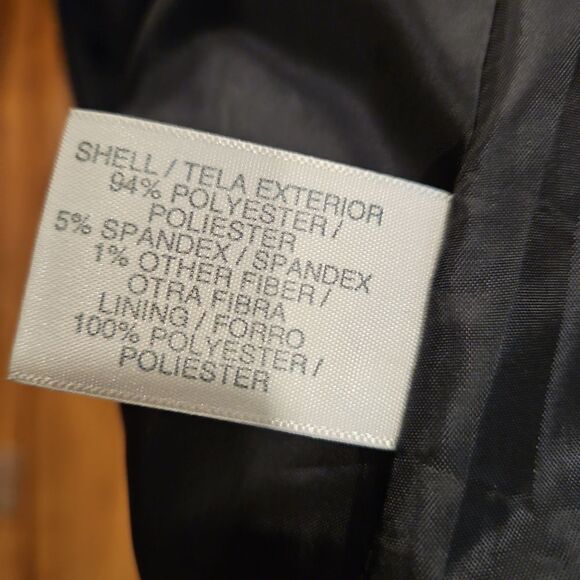 SHELL / TELA EXTERIOR
94% POLYESTER /
POLIESTER
5% SPANDEX / SPANDEX
1% OTHER FIBER /
OTRA FIBRA
LINING / FORRO
100% POLYESTER /
POLIESTER